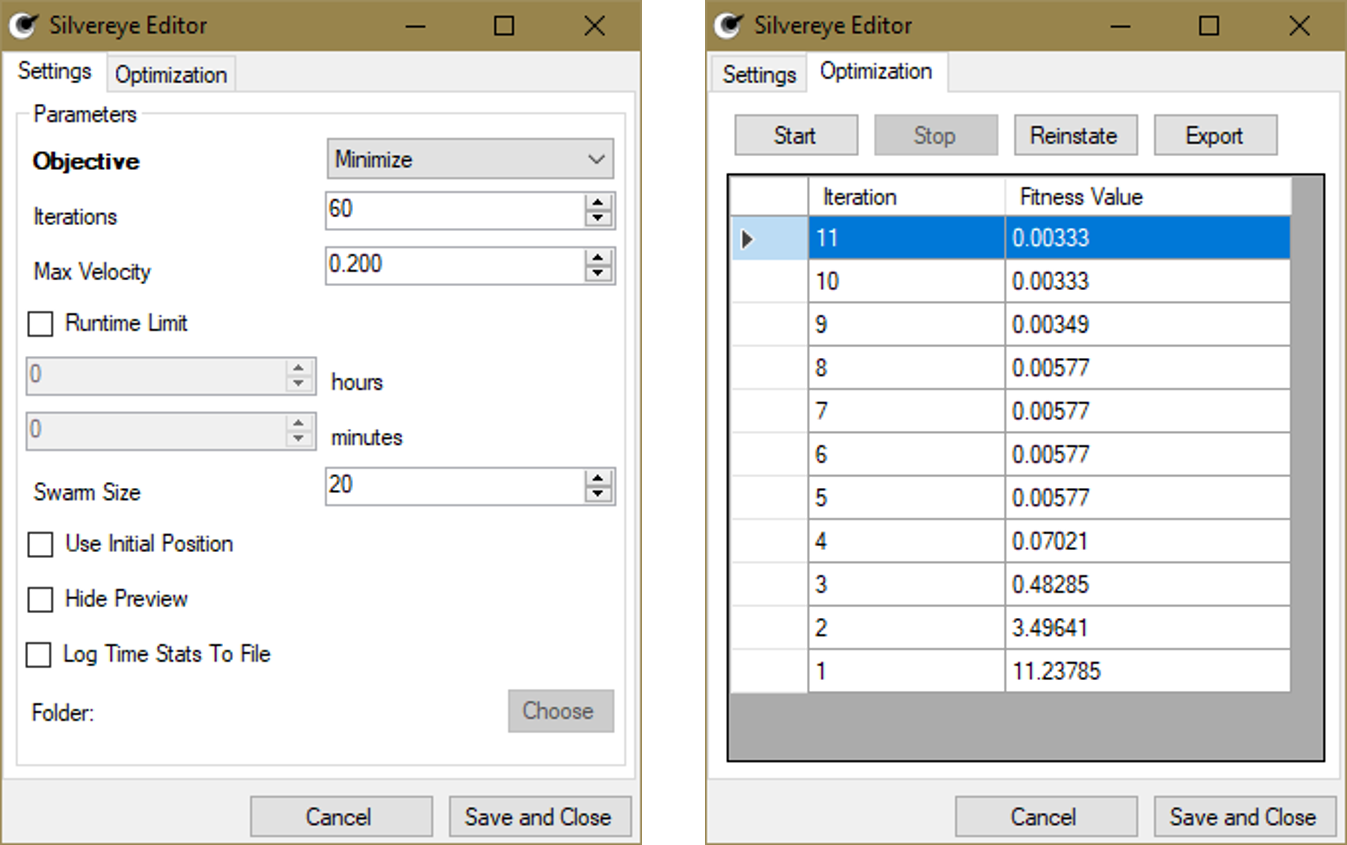 Silvereye Editor
Settings Optimization
Parameters
Objective Minimize
Iterations 60
Max Velocity 0.200
Runtime Limit
0 hours
0 minutes
Swarm Size 20
Use Initial Position
Hide Preview
Log Time Stats To File
Folder: Choose
Cancel Save and Close
Silvereye Editor
Settings Optimization
Start Stop Reinstate Export
Iteration Fitness Value
11 0.00333
10 0.00333
9 0.00349
8 0.00577
7 0.00577
6 0.00577
5 0.00577
4 0.07021
3 0.48285
2 3.49641
1 11.23785
Cancel Save and Close